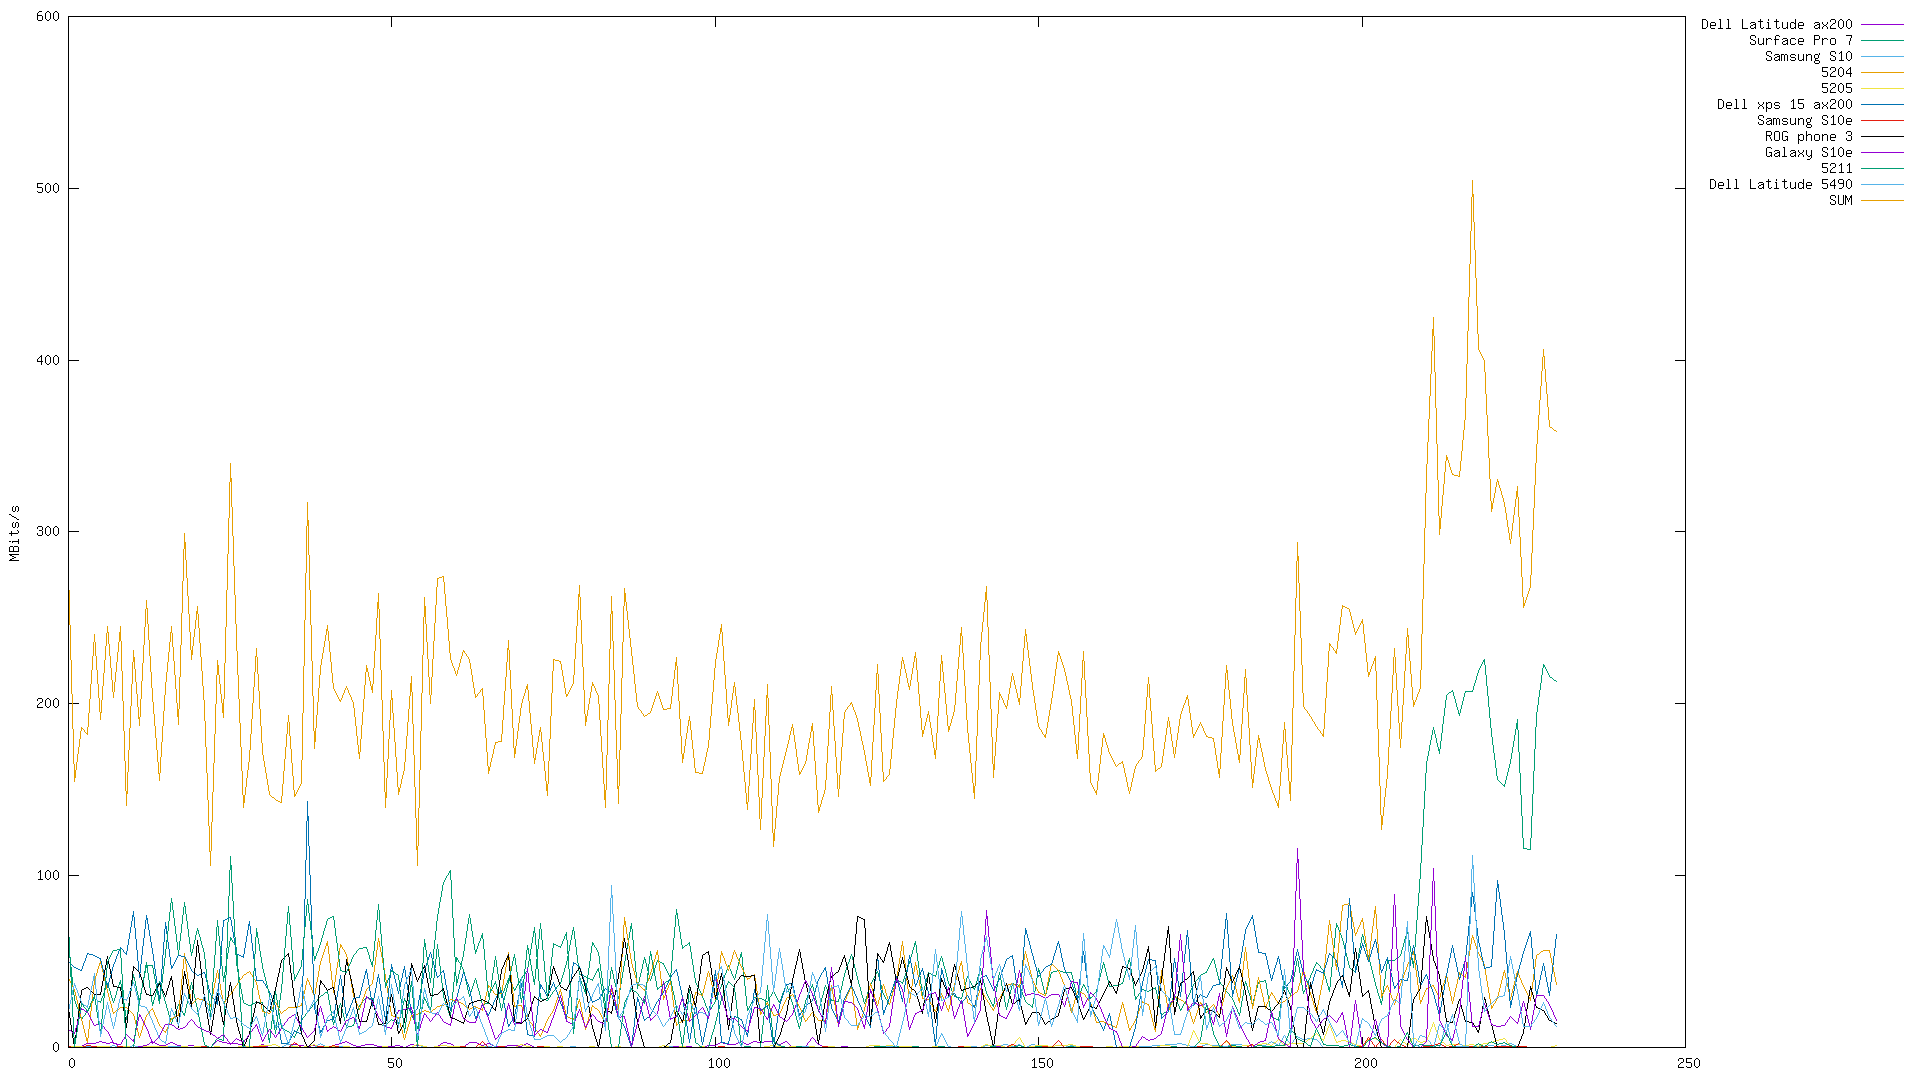 600
500
400
300
200
100
0
MBits/s
0 50 100 150 200 250
Dell Latitude ax200
Surface Pro 7
Samsung S10
5204
5205
Dell xps 15 ax200
Samsung S10e
ROG phone 3
Galaxy S10e
5211
Dell Latitude 5490
SUM